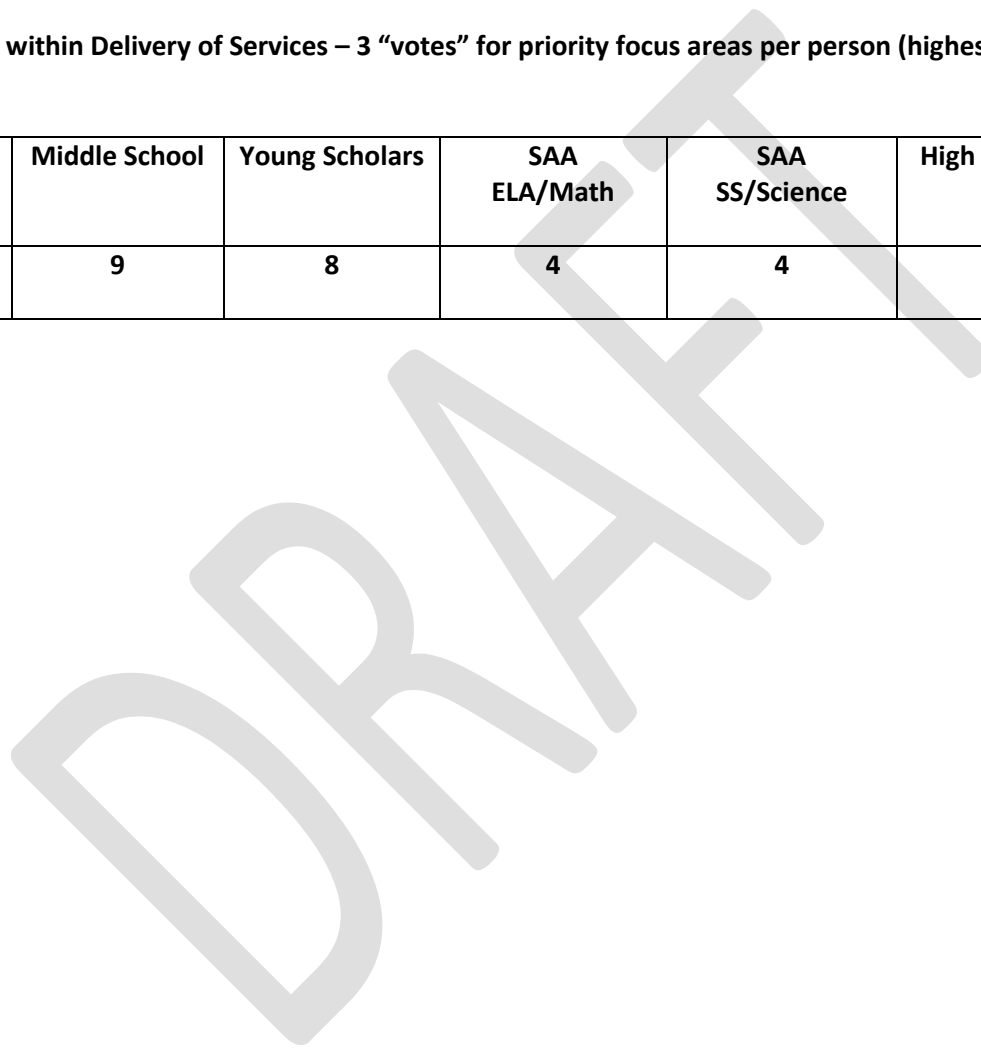 within Delivery of Services – 3 “votes” for priority focus areas per person (highes
Middle School Young Scholars SAA SAA High
ELA/Math SS/Science
9 8 4 4
DRAFT